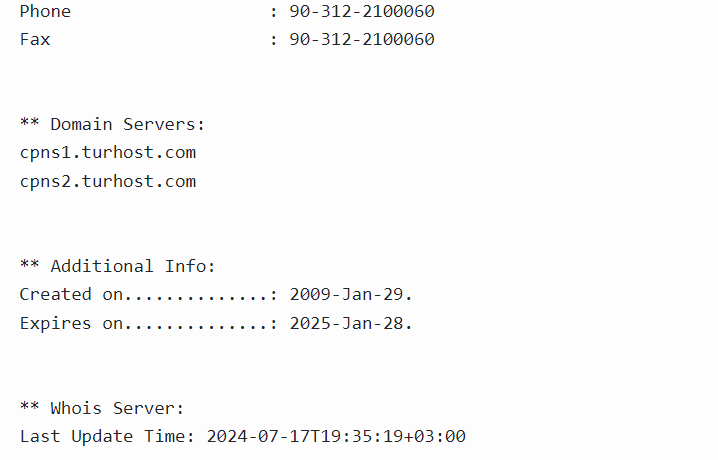 Phone                   : 90-312-2100060
Fax                     : 90-312-2100060
** Domain Servers:
cpns1.turhost.com
cpns2.turhost.com
** Additional Info:
Created on..............: 2009-Jan-29.
Expires on..............: 2025-Jan-28.
** Whois Server:
Last Update Time: 2024-07-17T19:35:19+03:00